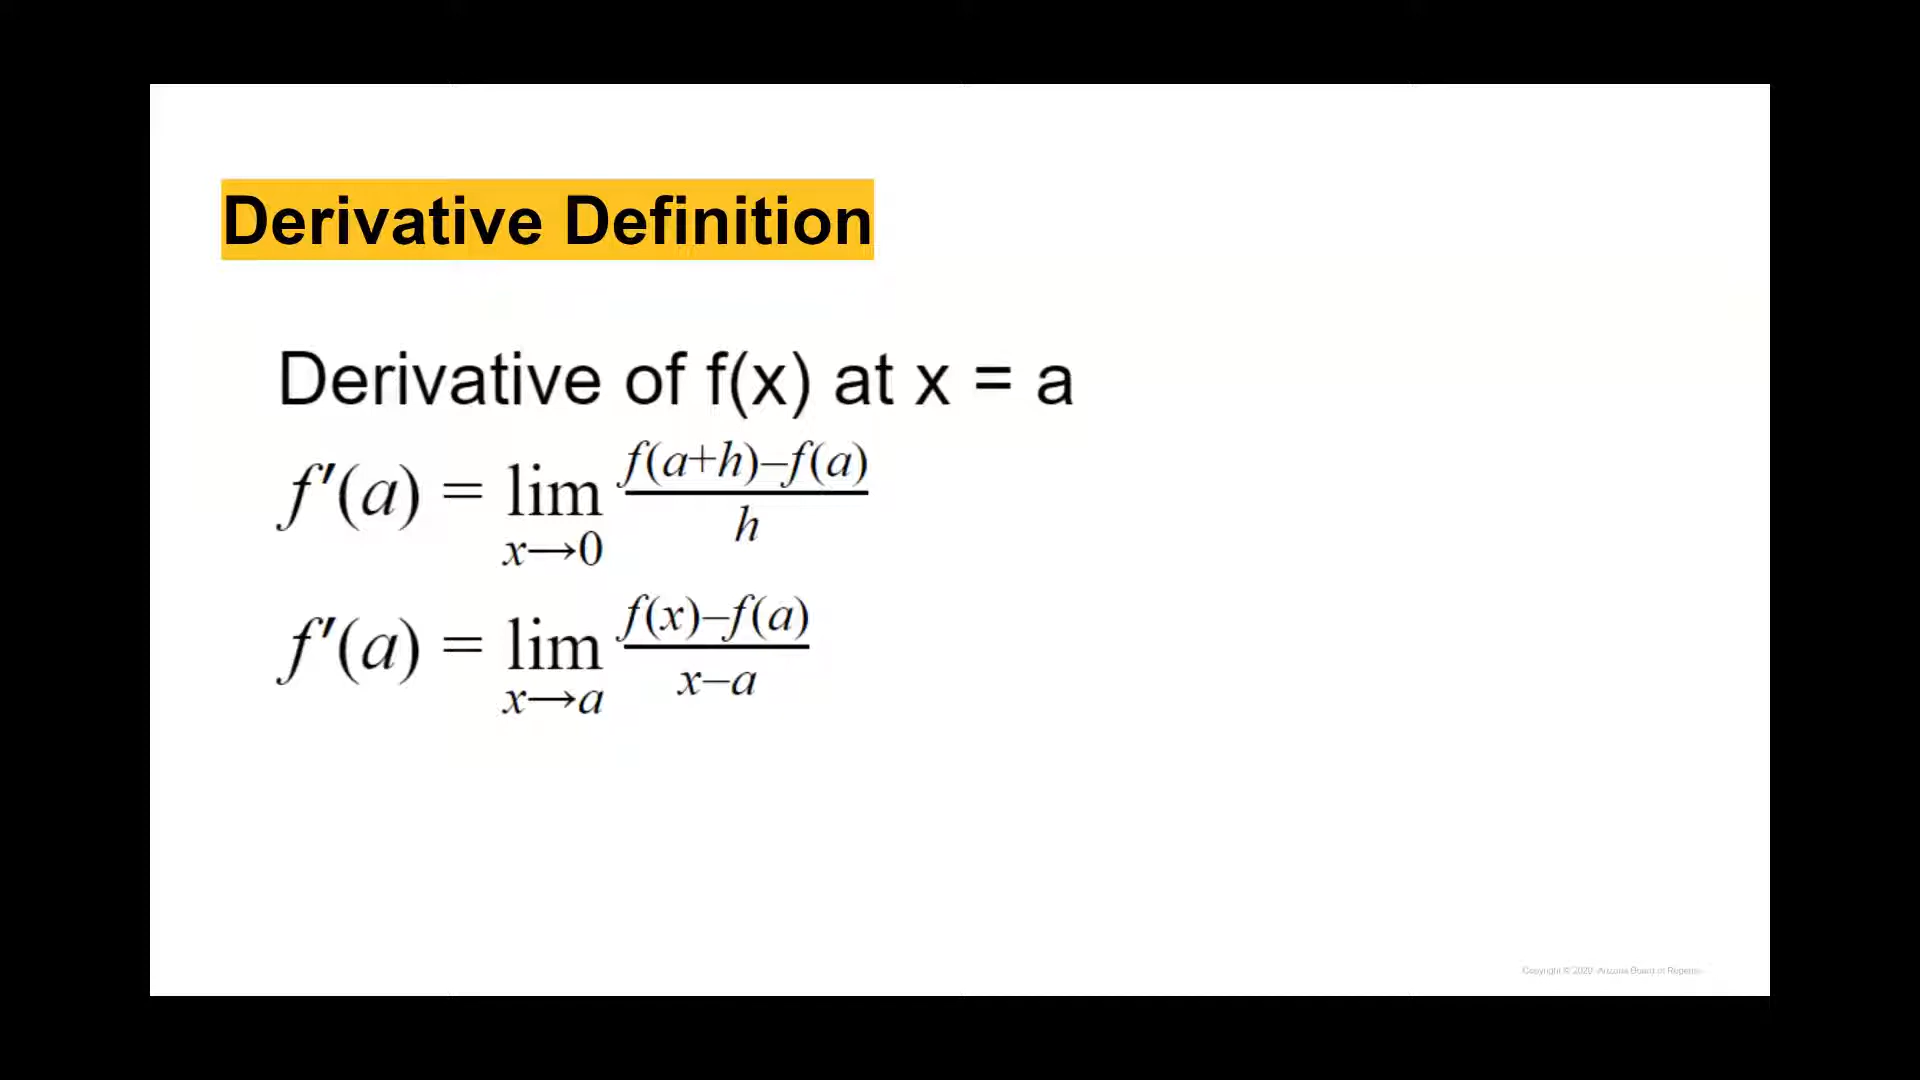 Derivative Definition
Derivative of f(x) at x = a
f′(a) = lim x→0 f(a+h)–f(a) / h
f′(a) = lim x→a f(x)–f(a) / x–a
Copyright © 2020 Arizona Board of Regents